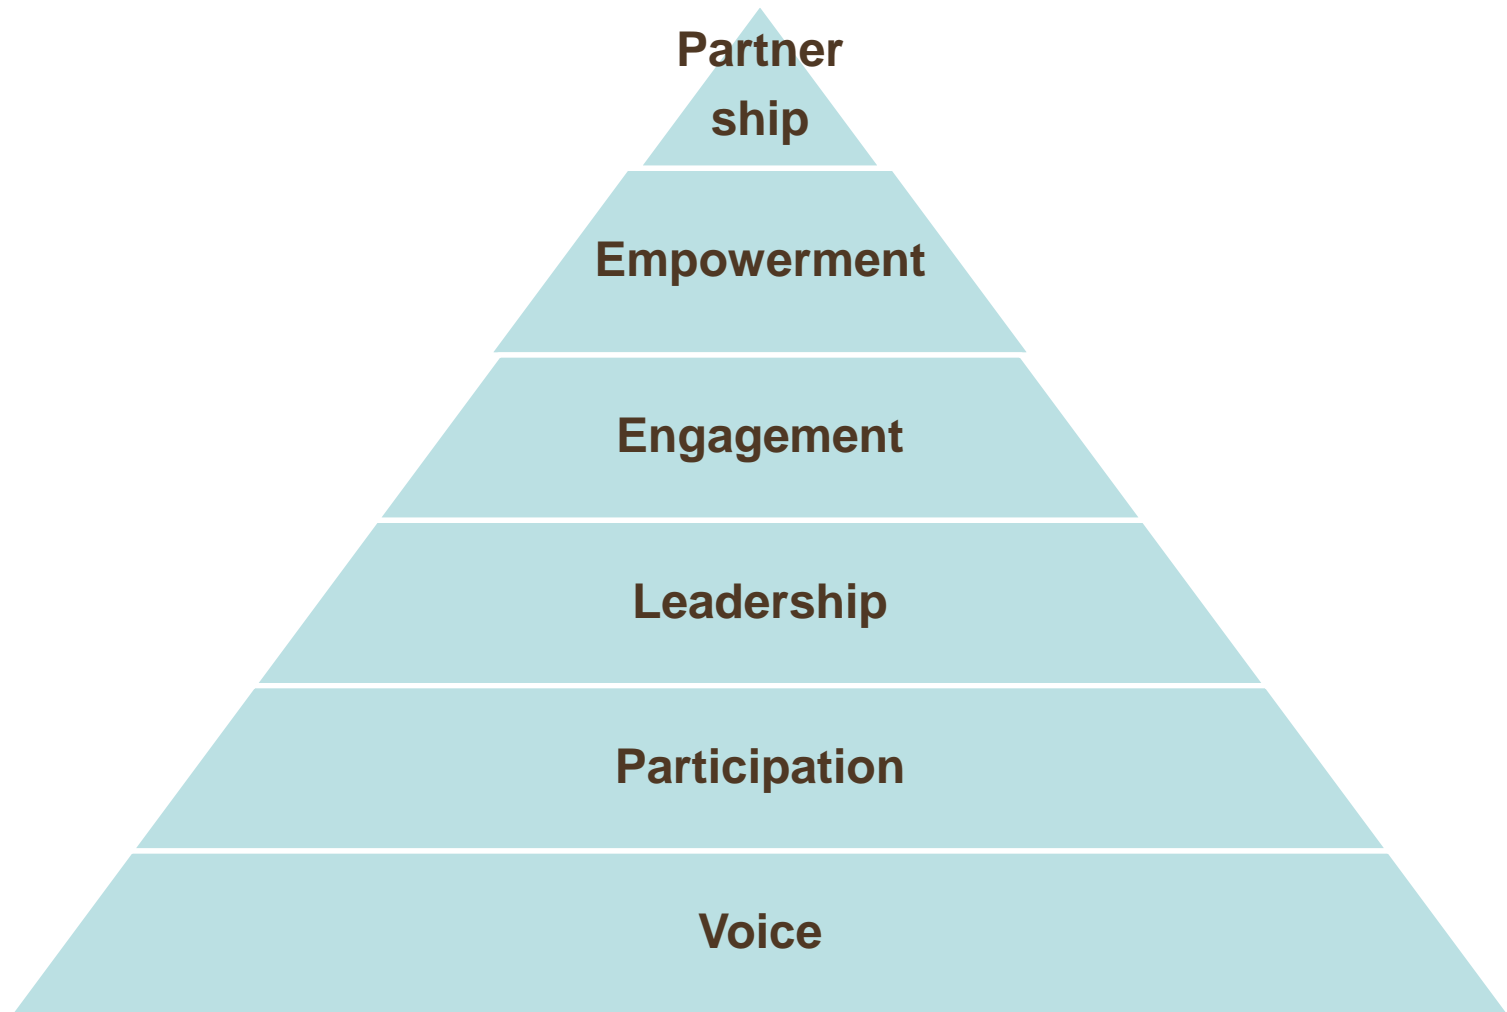 Partner
ship
Empowerment
Engagement
Leadership
Participation
Voice